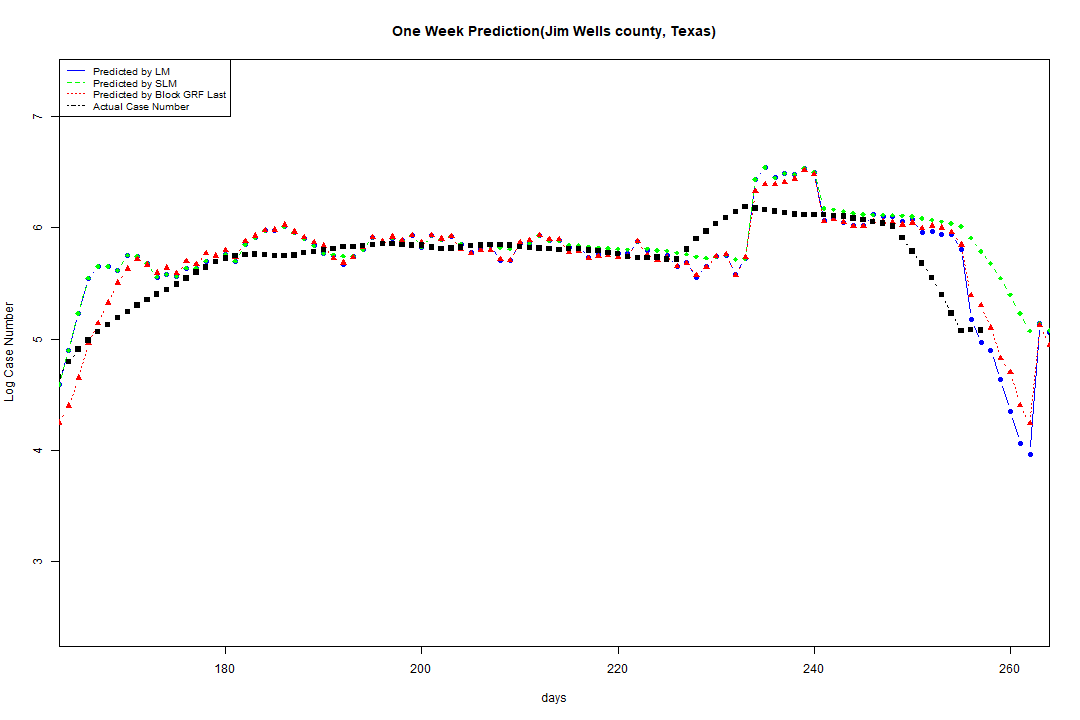 One Week Prediction(Jim Wells county, Texas)
Predicted by LM
Predicted by SLM
Predicted by Block GRF Last
Actual Case Number
7
6
5
4
3
Log Case Number
180 200 220 240 260
days